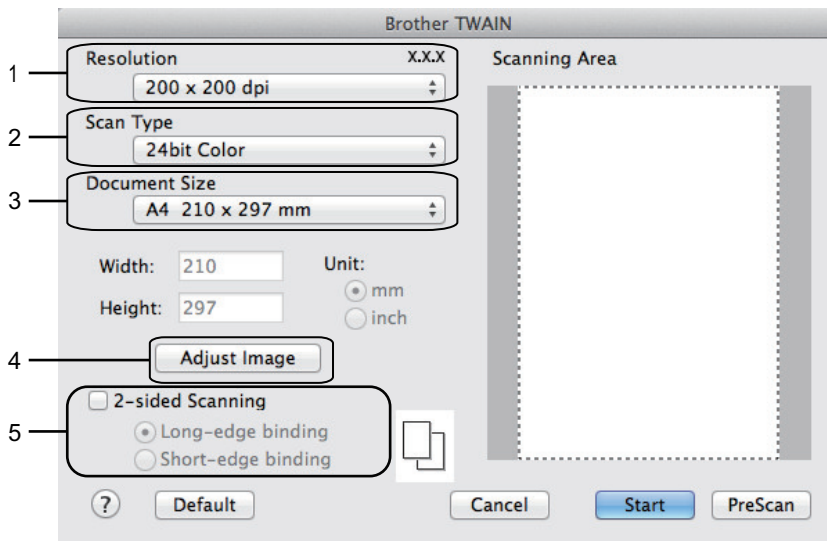 Brother TWAIN
1
Resolution X.X.X
200 x 200 dpi
2
Scan Type
24bit Color
3
Document Size
A4 210 x 297 mm
Width: 210
Height: 297
Unit:
mm
inch
4
Adjust Image
5
2-sided Scanning
Long-edge binding
Short-edge binding
Scanning Area
? Default Cancel Start PreScan